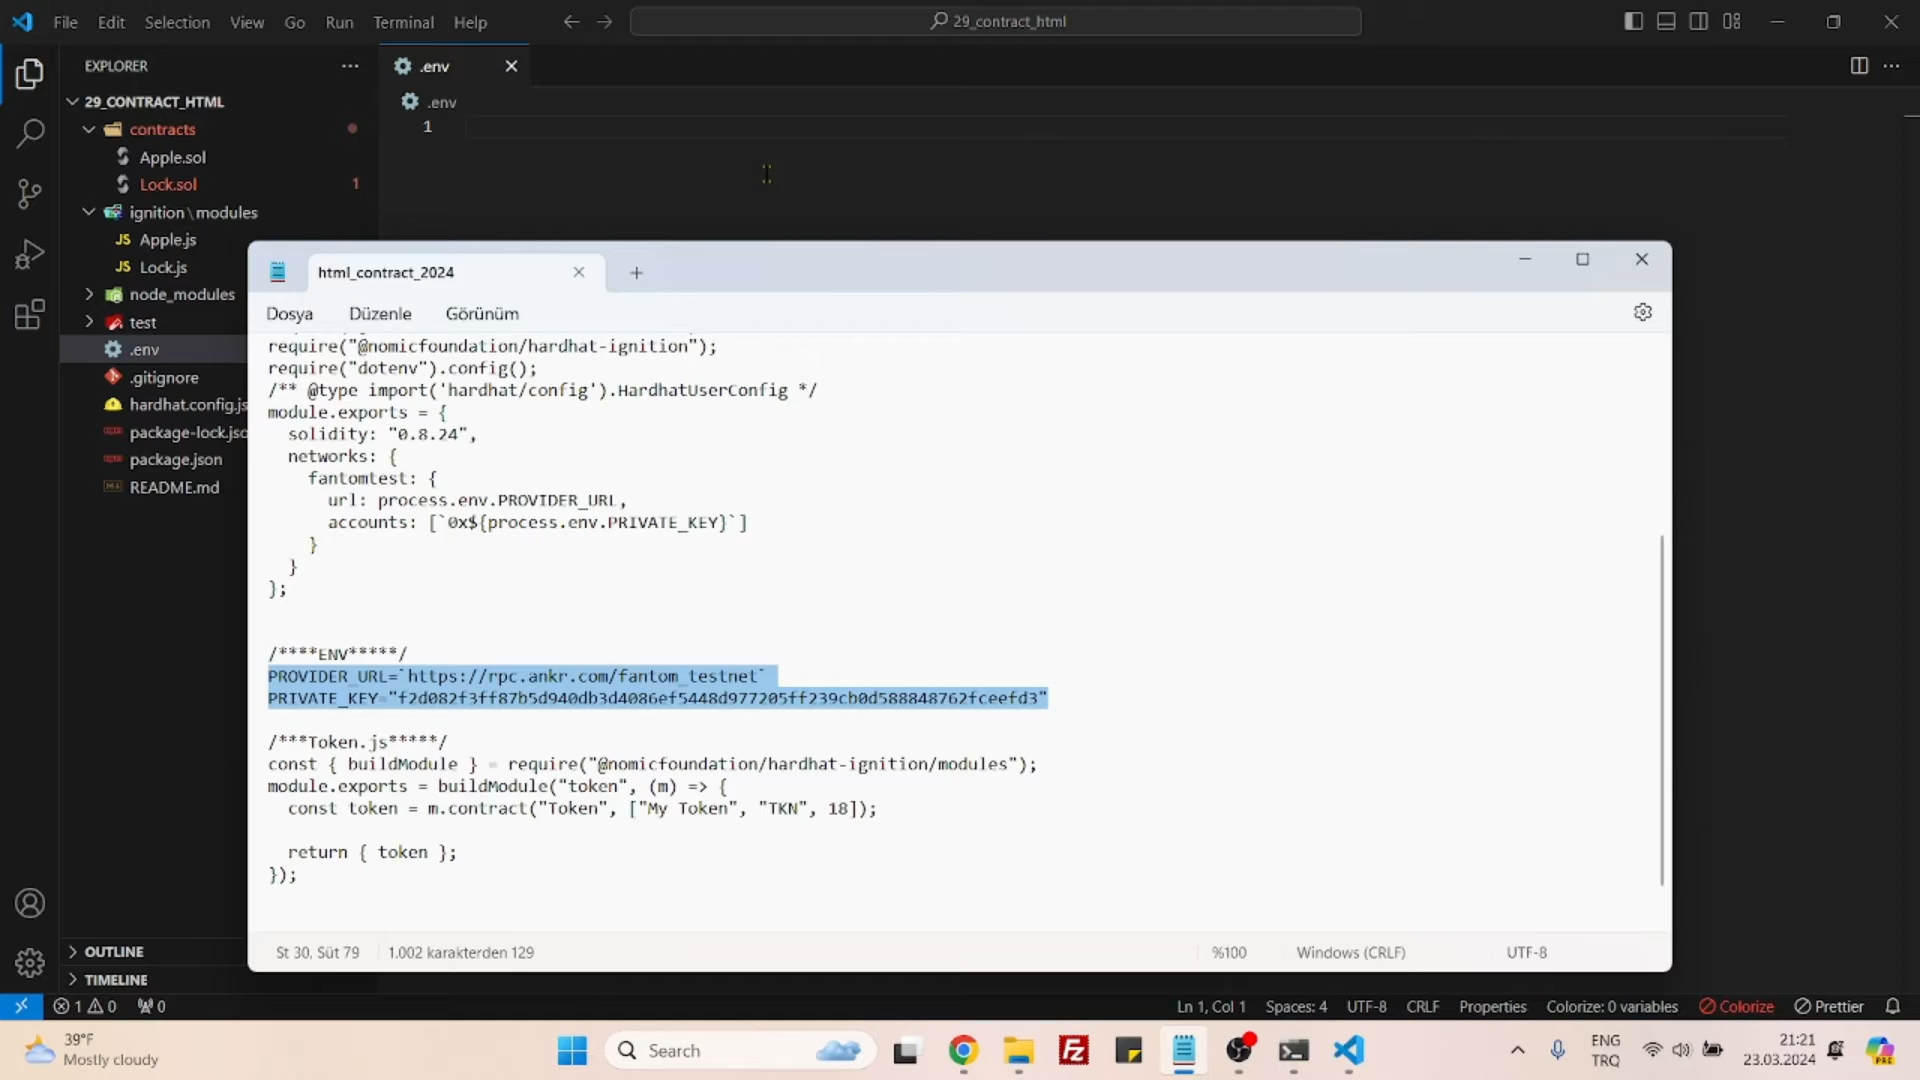 File Edit Selection View Go Run Terminal Help
29_contract_html
EXPLORER
.env
29_CONTRACT_HTML
.env
contracts
1
Apple.sol
Lock.sol 1
ignition\modules
Apple.js
Lock.js
node_modules
test
.env
.gitignore
hardhat.config.js
package-lock.jso
package.json
README.md
OUTLINE
TIMELINE
html_contract_2024
Dosya Düzenle Görünüm
require("@nomicfoundation/hardhat-ignition");
require("dotenv").config();
/** @type import('hardhat/config').HardhatUserConfig */
module.exports = {
solidity: "0.8.24",
networks: {
fantomtest: {
url: process.env.PROVIDER_URL,
accounts: [`0x${process.env.PRIVATE_KEY}`]
}
}
};
/****ENV*****/
PROVIDER_URL=`https://rpc.ankr.com/fantom_testnet`
PRIVATE_KEY="f2d082f3ff87b5d940db3d4086ef5448d977205ff239cb0d588848762fceefd3"
/***Token.js*****/
const { buildModule } = require("@nomicfoundation/hardhat-ignition/modules");
module.exports = buildModule("token", (m) => {
const token = m.contract("Token", ["My Token", "TKN", 18]);
return { token };
});
St 30, Süt 79 1.002 karakterden 129 %100 Windows (CRLF) UTF-8
1 0 0 Ln 1, Col 1 Spaces: 4 UTF-8 CRLF Properties Colorize: 0 variables Colorize Prettier
39°F
Mostly cloudy
Search
ENG
TRQ
21:21
23.03.2024